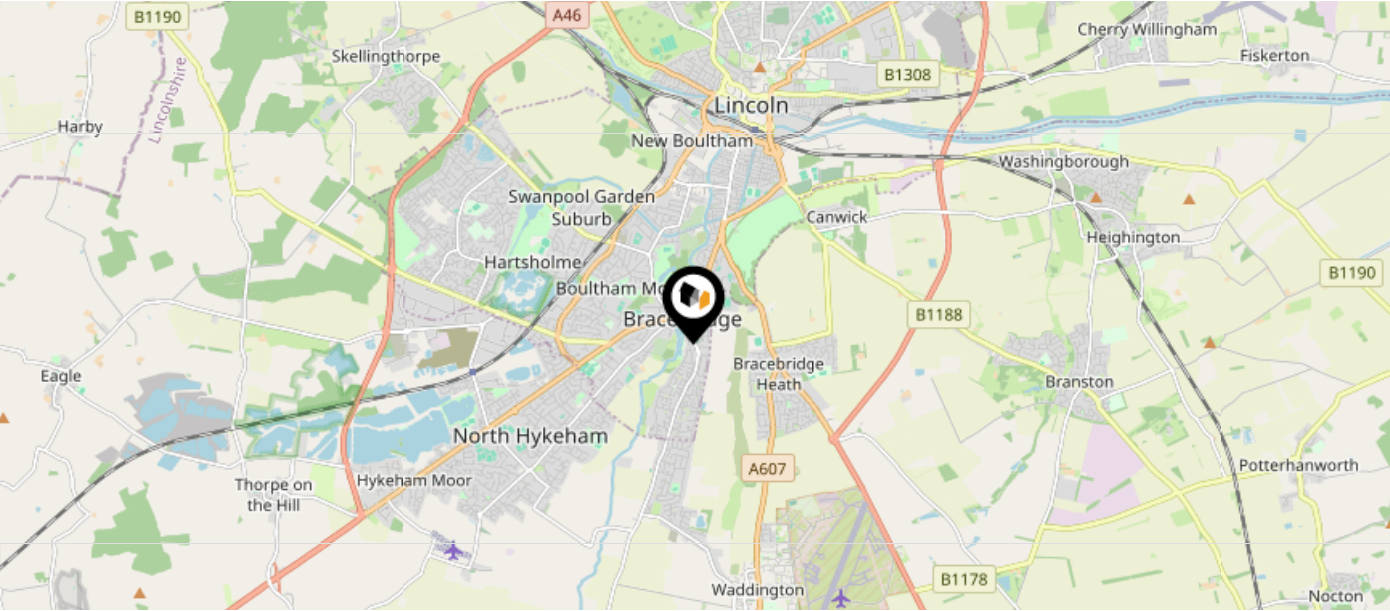 B1190
A46
Cherry Willingham
Skellingthorpe
Fiskerton
B1308
Lincolnshire
Lincoln
Harby
New Boultham
Washingborough
Swanpool Garden
Suburb
Canwick
Heighington
Hartsholme
B1190
Boultham Mo
B1188
Brace
ge
Bracebridge
Heath
Eagle
Branston
North Hykeham
A607
Potterhanworth
Thorpe on
the Hill
Hykeham Moor
B1178
Waddington
Nocton